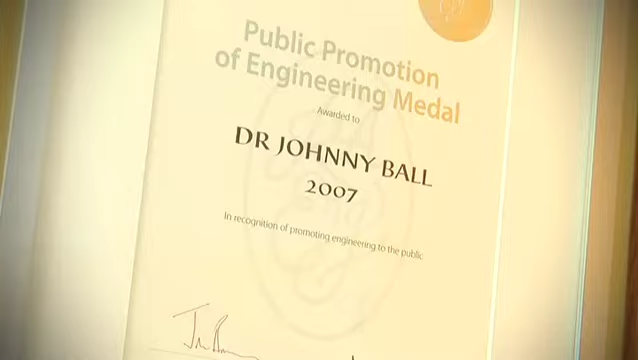 Public Promotion
of Engineering Medal
Awarded to
DR JOHNNY BALL
2007
In recognition of promoting engineering to the public